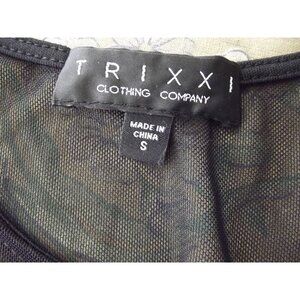 TRIXXI
CLOTHING COMPANY
MADE IN
CHINA
S